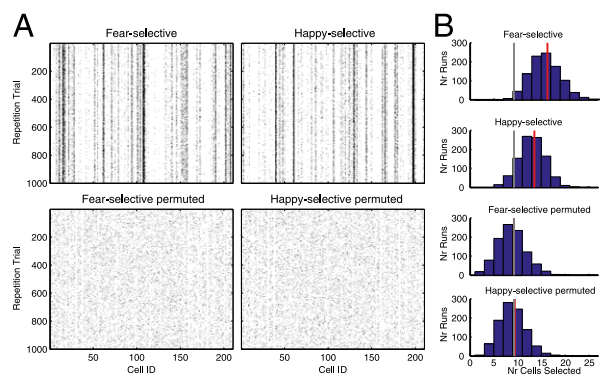 A
Fear-selective
Happy-selective
Repetition Trial
200
400
600
800
1000
Fear-selective permuted
Happy-selective permuted
Repetition Trial
200
400
600
800
1000
50
100
150
200
50
100
150
200
Cell ID
Cell ID
B
Fear-selective
Nr Runs
300
200
100
0
Happy-selective
Nr Runs
300
200
100
0
Fear-selective permuted
Nr Runs
300
200
100
0
Happy-selective permuted
Nr Runs
300
200
100
0
0
5
10
15
20
25
Nr Cells Selected